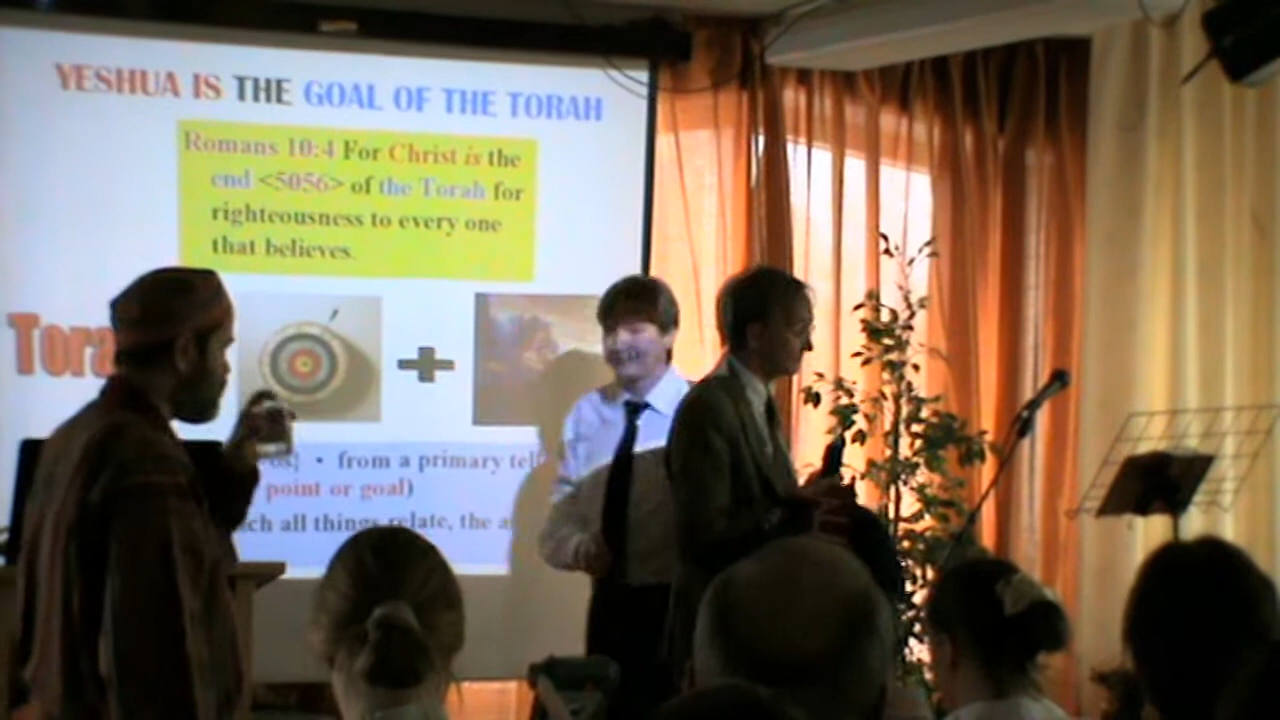 YESHUA IS THE GOAL OF THE TORAH
Romans 10:4 For Christ is the
end <5056> of the Torah for
righteousness to every one
that believes.
+
• from a primary
point or goal)
all things relate, the